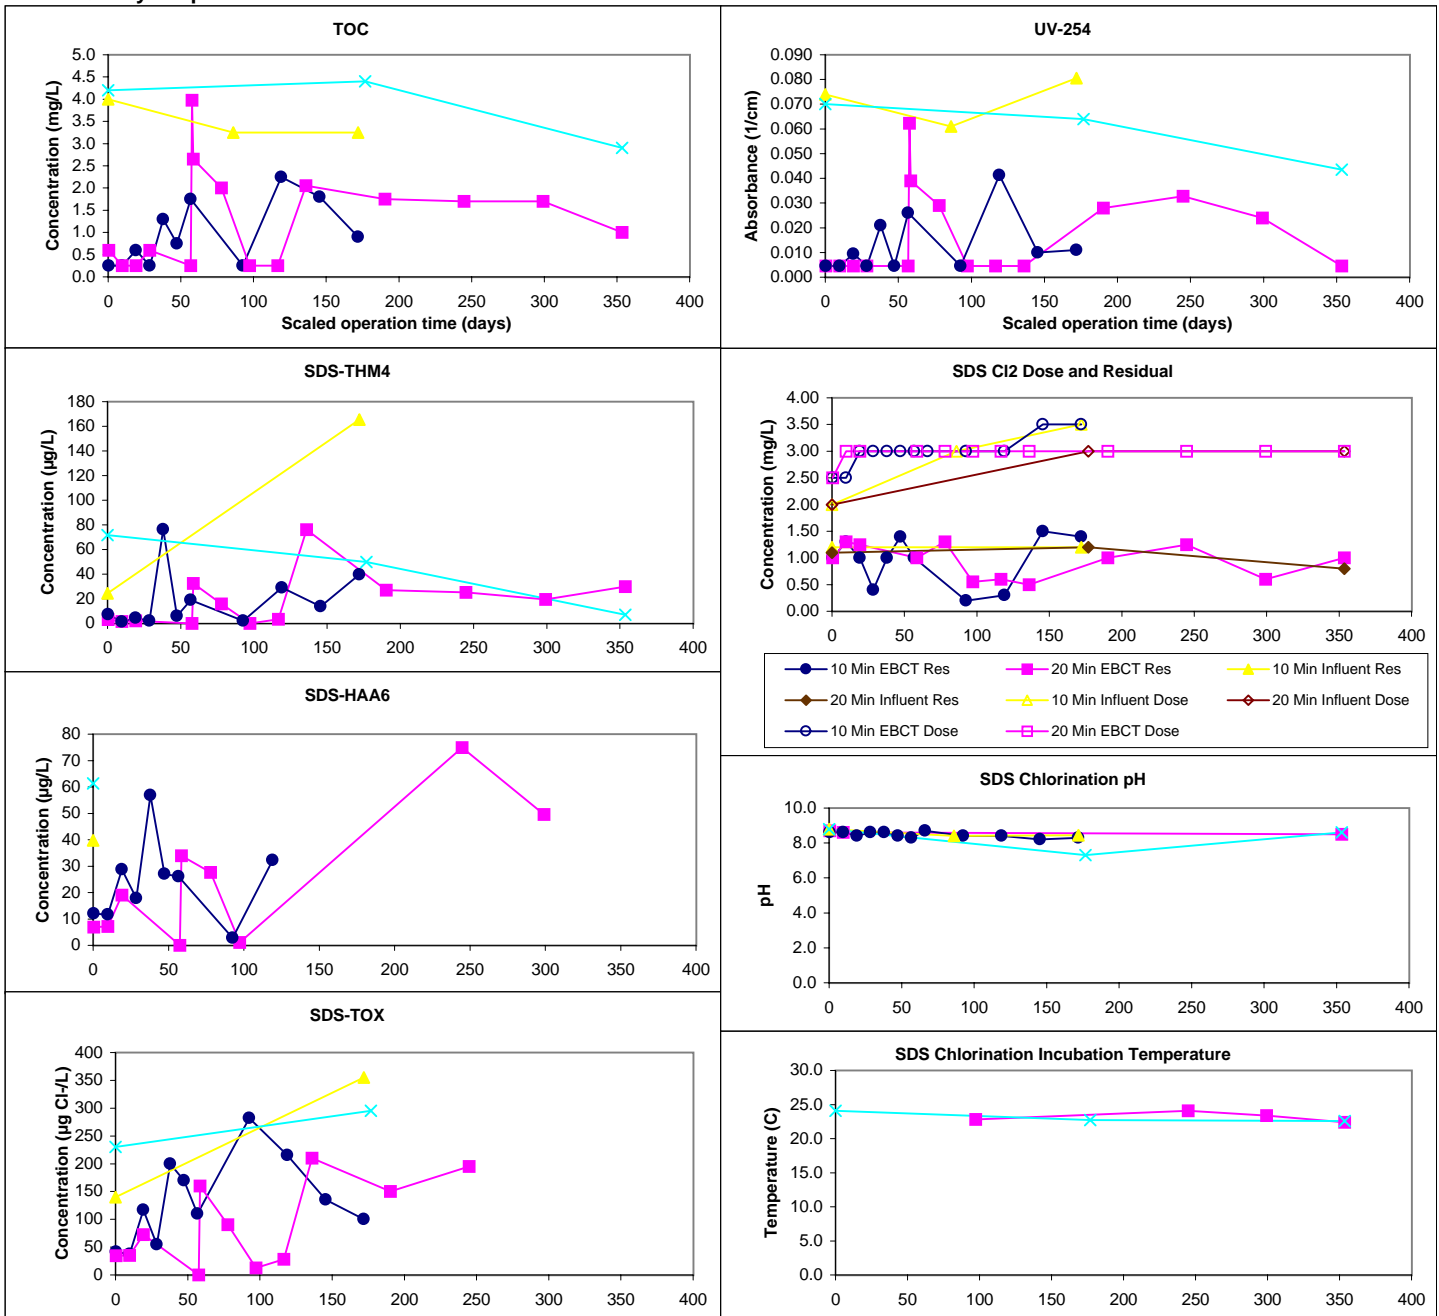 TOC
5.0
4.5
4.0
3.5
3.0
2.5
2.0
1.5
1.0
0.5
0.0
Concentration (mg/L)
0 50 100 150 200 250 300 350 400
Scaled operation time (days)
UV-254
0.090
0.080
0.070
0.060
0.050
0.040
0.030
0.020
0.010
0.000
Absorbance (1/cm)
0 50 100 150 200 250 300 350 400
Scaled operation time (days)
SDS-THM4
180
160
140
120
100
80
60
40
20
0
Concentration (µg/L)
0 50 100 150 200 250 300 350 400
SDS Cl2 Dose and Residual
4.00
3.50
3.00
2.50
2.00
1.50
1.00
0.50
0.00
Concentration (mg/L)
0 50 100 150 200 250 300 350 400
10 Min EBCT Res 20 Min EBCT Res 10 Min Influent Res
20 Min Influent Res 10 Min Influent Dose 20 Min Influent Dose
10 Min EBCT Dose 20 Min EBCT Dose
SDS-HAA6
80
70
60
50
40
30
20
10
0
Concentration (µg/L)
0 50 100 150 200 250 300 350 400
SDS Chlorination pH
10.0
8.0
6.0
4.0
2.0
0.0
pH
0 50 100 150 200 250 300 350 400
SDS-TOX
400
350
300
250
200
150
100
50
0
Concentration (µg Cl-/L)
0 50 100 150 200 250 300 350 400
SDS Chlorination Incubation Temperature
30.0
25.0
20.0
15.0
10.0
5.0
0.0
Temperature (C)
0 50 100 150 200 250 300 350 400